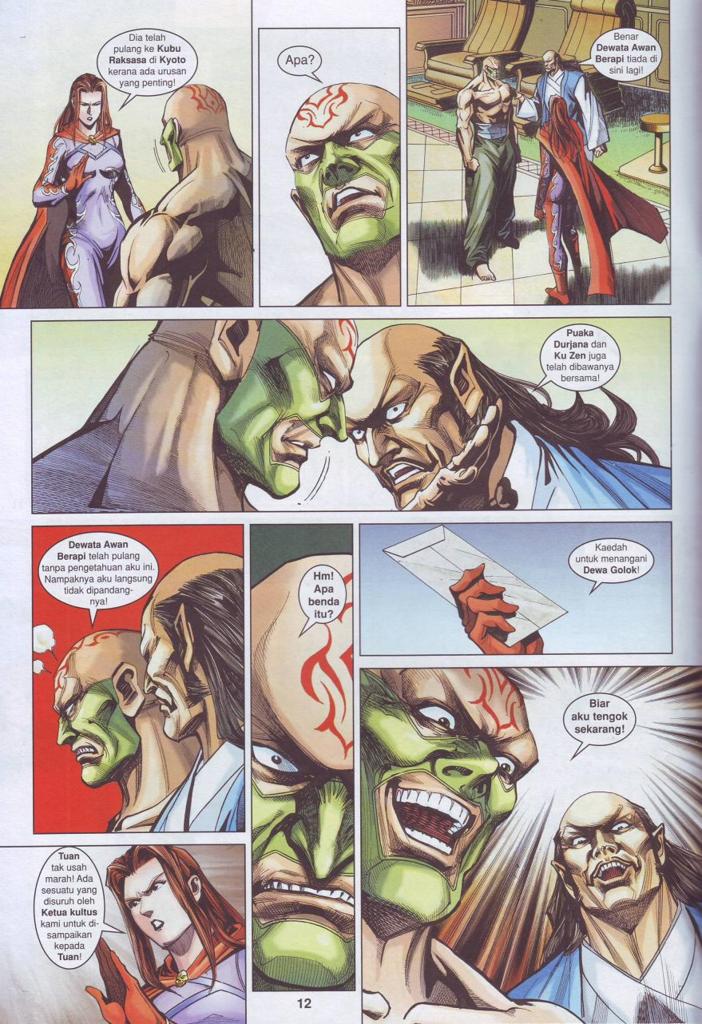 Dia telah
pulang ke Kubu
Raksasa di Kyoto
kerana ada urusan
yang penting!
Apa?
Benar
Dewata Awan
Berapi tiada di
sini lagi!
Puaka
Durjana dan
Ku Zen juga
telah dibawanya
bersama!
Dewata Awan
Berapi telah pulang
tanpa pengetahuan aku ini.
Nampaknya aku langsung
tidak dipandang-
nya!
Tuan
tak usah
marah! Ada
sesuatu yang
disuruh oleh
Ketua kultus
kami untuk di-
sampaikan
kepada
Tuan!
Hm!
Apa
benda
itu?
Kaedah
untuk menangani
Dewa Golok!
Biar
aku tengok
sekarang!
12